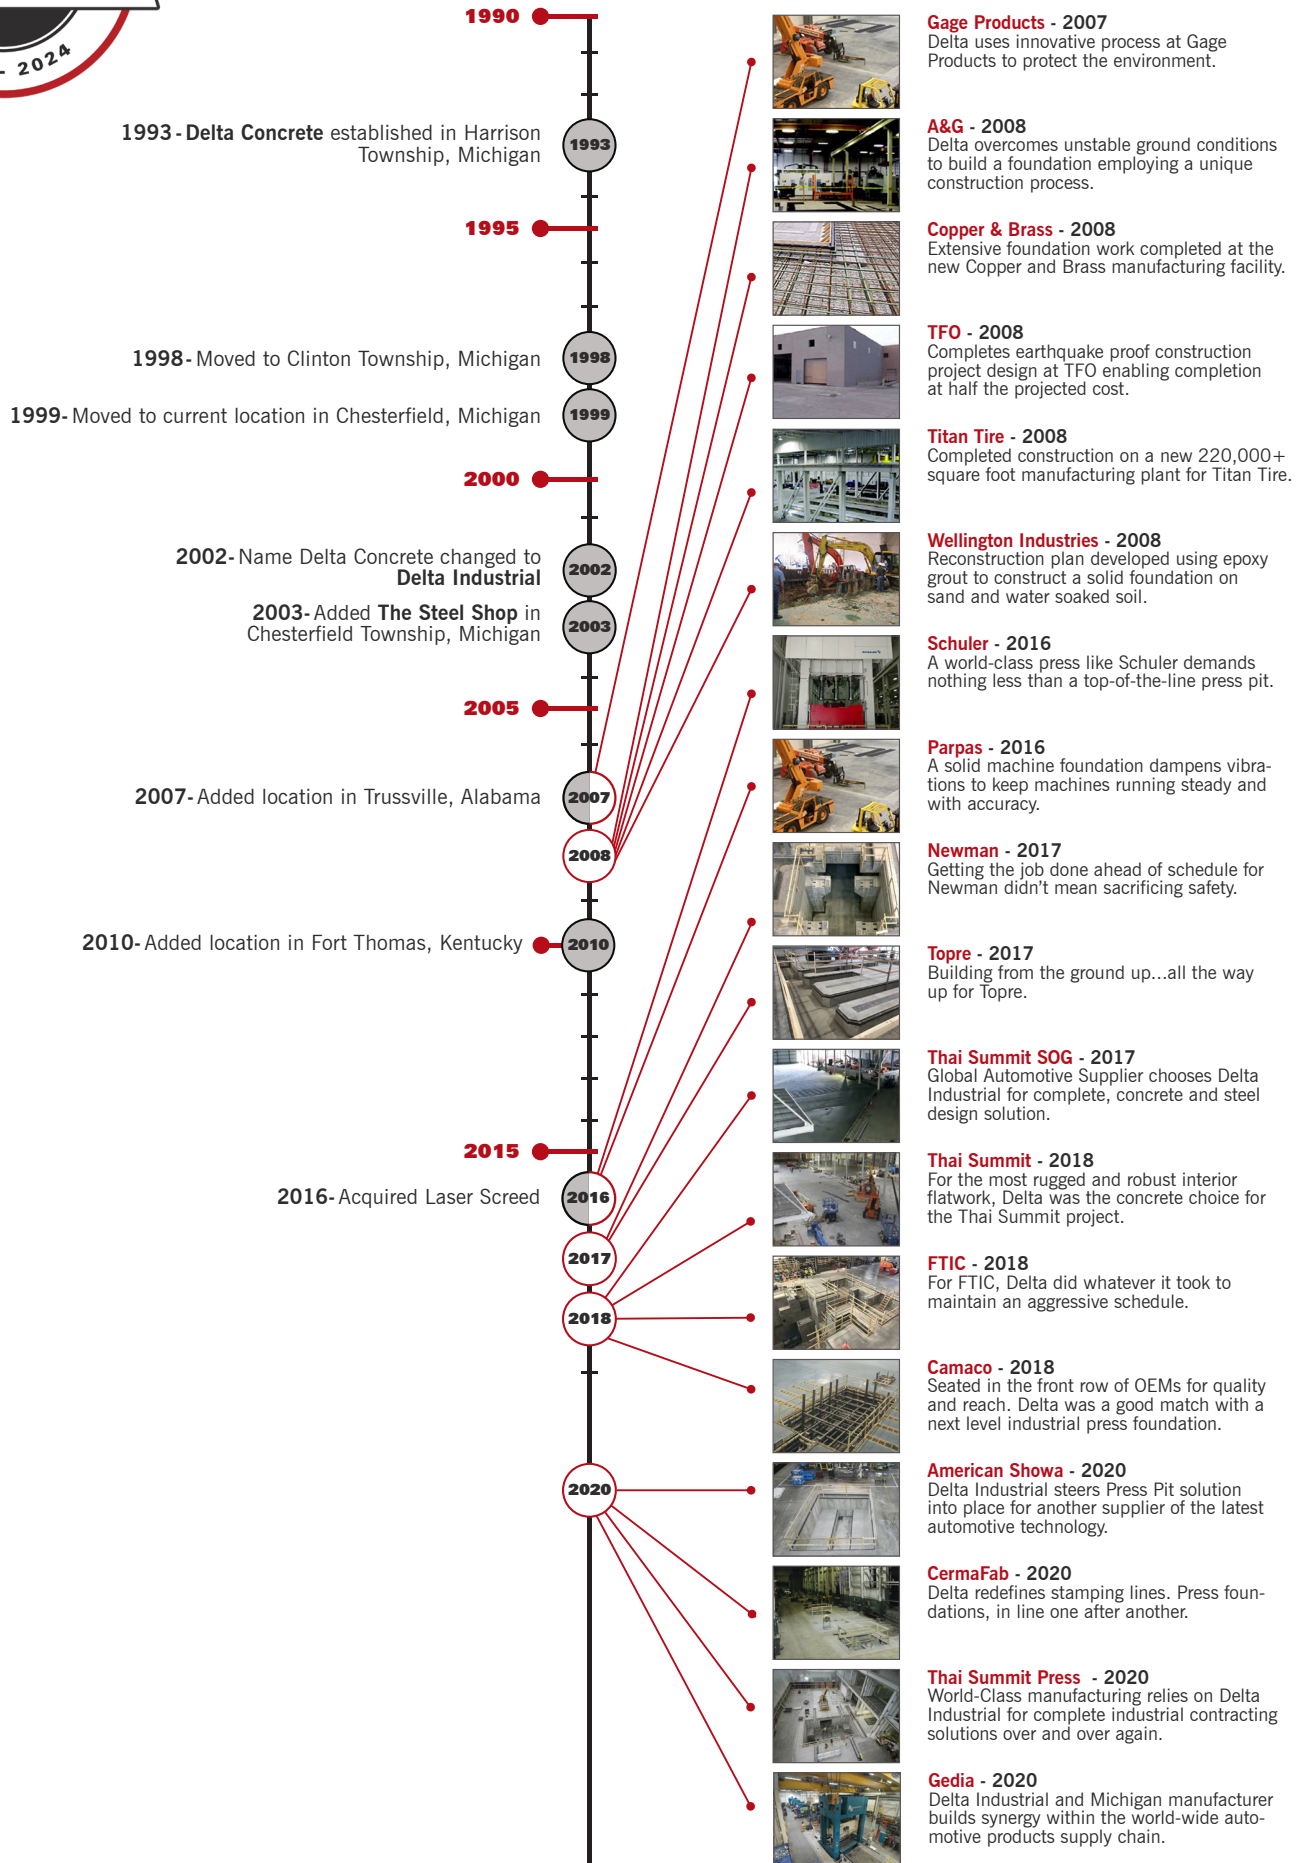 - 2024
1990
1993 - Delta Concrete established in Harrison
Township, Michigan
1993
1995
1998 - Moved to Clinton Township, Michigan
1998
1999- Moved to current location in Chesterfield, Michigan
1999
2000
2002- Name Delta Concrete changed to
Delta Industrial
2002
2003- Added The Steel Shop in
Chesterfield Township, Michigan
2003
2005
2007- Added location in Trussville, Alabama
2007
2008
2010- Added location in Fort Thomas, Kentucky
2010
2015
2016- Acquired Laser Screed
2016
2017
2018
2020
Gage Products - 2007
Delta uses innovative process at Gage
Products to protect the environment.
A&G - 2008
Delta overcomes unstable ground conditions
to build a foundation employing a unique
construction process.
Copper & Brass - 2008
Extensive foundation work completed at the
new Copper and Brass manufacturing facility.
TFO - 2008
Completes earthquake proof construction
project design at TFO enabling completion
at half the projected cost.
Titan Tire - 2008
Completed construction on a new 220,000+
square foot manufacturing plant for Titan Tire.
Wellington Industries - 2008
Reconstruction plan developed using epoxy
grout to construct a solid foundation on
sand and water soaked soil.
Schuler - 2016
A world-class press like Schuler demands
nothing less than a top-of-the-line press pit.
Parpas - 2016
A solid machine foundation dampens vibra-
tions to keep machines running steady and
with accuracy.
Newman - 2017
Getting the job done ahead of schedule for
Newman didn’t mean sacrificing safety.
Topre - 2017
Building from the ground up...all the way
up for Topre.
Thai Summit SOG - 2017
Global Automotive Supplier chooses Delta
Industrial for complete, concrete and steel
design solution.
Thai Summit - 2018
For the most rugged and robust interior
flatwork, Delta was the concrete choice for
the Thai Summit project.
FTIC - 2018
For FTIC, Delta did whatever it took to
maintain an aggressive schedule.
Camaco - 2018
Seated in the front row of OEMs for quality
and reach. Delta was a good match with a
next level industrial press foundation.
American Showa - 2020
Delta Industrial steers Press Pit solution
into place for another supplier of the latest
automotive technology.
CermaFab - 2020
Delta redefines stamping lines. Press foun-
dations, in line one after another.
Thai Summit Press - 2020
World-Class manufacturing relies on Delta
Industrial for complete industrial contracting
solutions over and over again.
Gedia - 2020
Delta Industrial and Michigan manufacturer
builds synergy within the world-wide auto-
motive products supply chain.